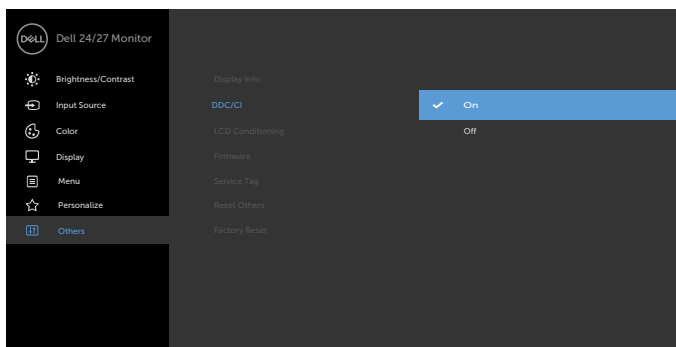 DELL
Dell 24/27 Monitor
Brightness/Contrast
Input Source
Color
Display
Menu
Personalize
Others
Display Info
DDC/CI
LCD Conditioning
Firmware
Service Tag
Reset Others
Factory Reset
On
Off